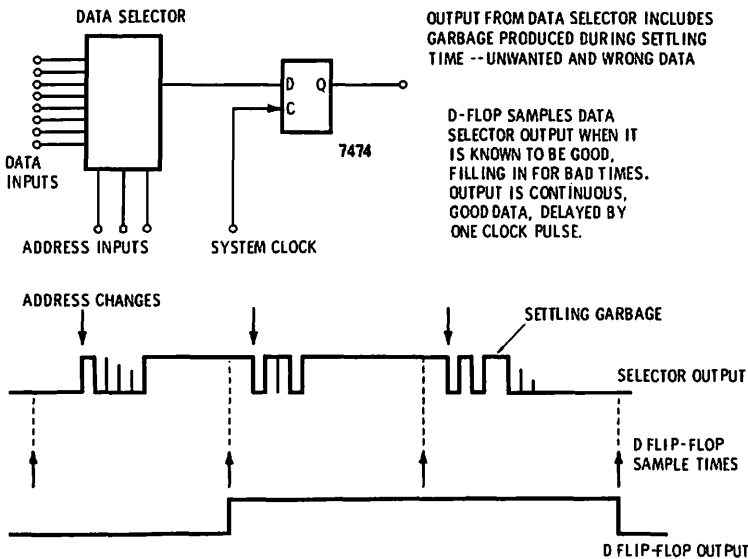 DATA SELECTOR
OUTPUT FROM DATA SELECTOR INCLUDES
GARBAGE PRODUCED DURING SETTLING
TIME -- UNWANTED AND WRONG DATA
D
Q
C
7474
D-FLOP SAMPLES DATA
SELECTOR OUTPUT WHEN IT
IS KNOWN TO BE GOOD,
FILLING IN FOR BAD TIMES.
OUTPUT IS CONTINUOUS,
GOOD DATA, DELAYED BY
ONE CLOCK PULSE.
DATA
INPUTS
ADDRESS INPUTS
SYSTEM CLOCK
ADDRESS CHANGES
SETTLING GARBAGE
SELECTOR OUTPUT
D FLIP-FLOP
SAMPLE TIMES
D FLIP-FLOP OUTPUT